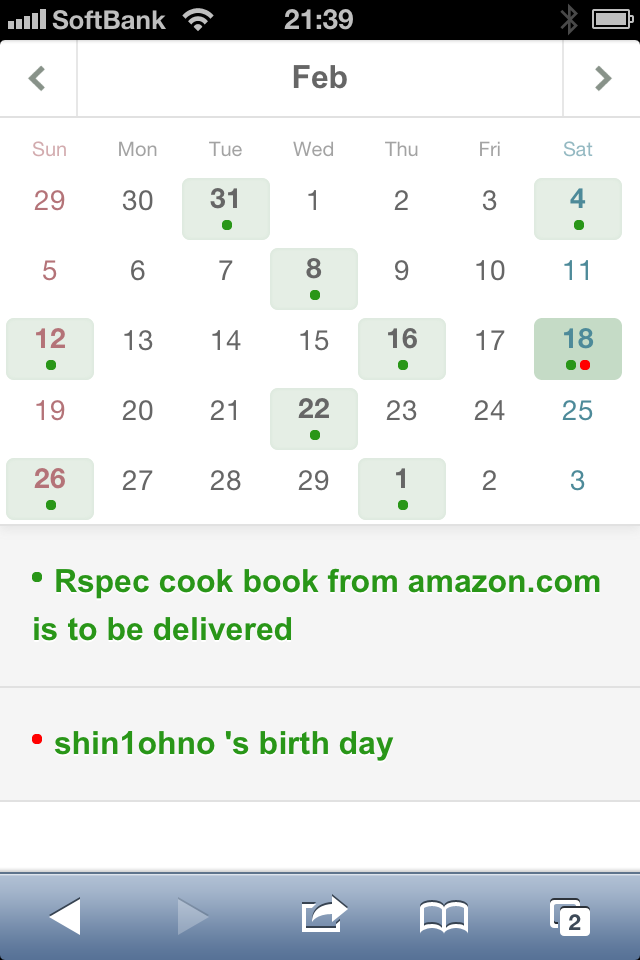 SoftBank 21:39
Feb
Sun Mon Tue Wed Thu Fri Sat
29 30 31 1 2 3 4
5 6 7 8 9 10 11
12 13 14 15 16 17 18
19 20 21 22 23 24 25
26 27 28 29 1 2 3
Rspec cook book from amazon.com
is to be delivered
shin1ohno 's birth day
2